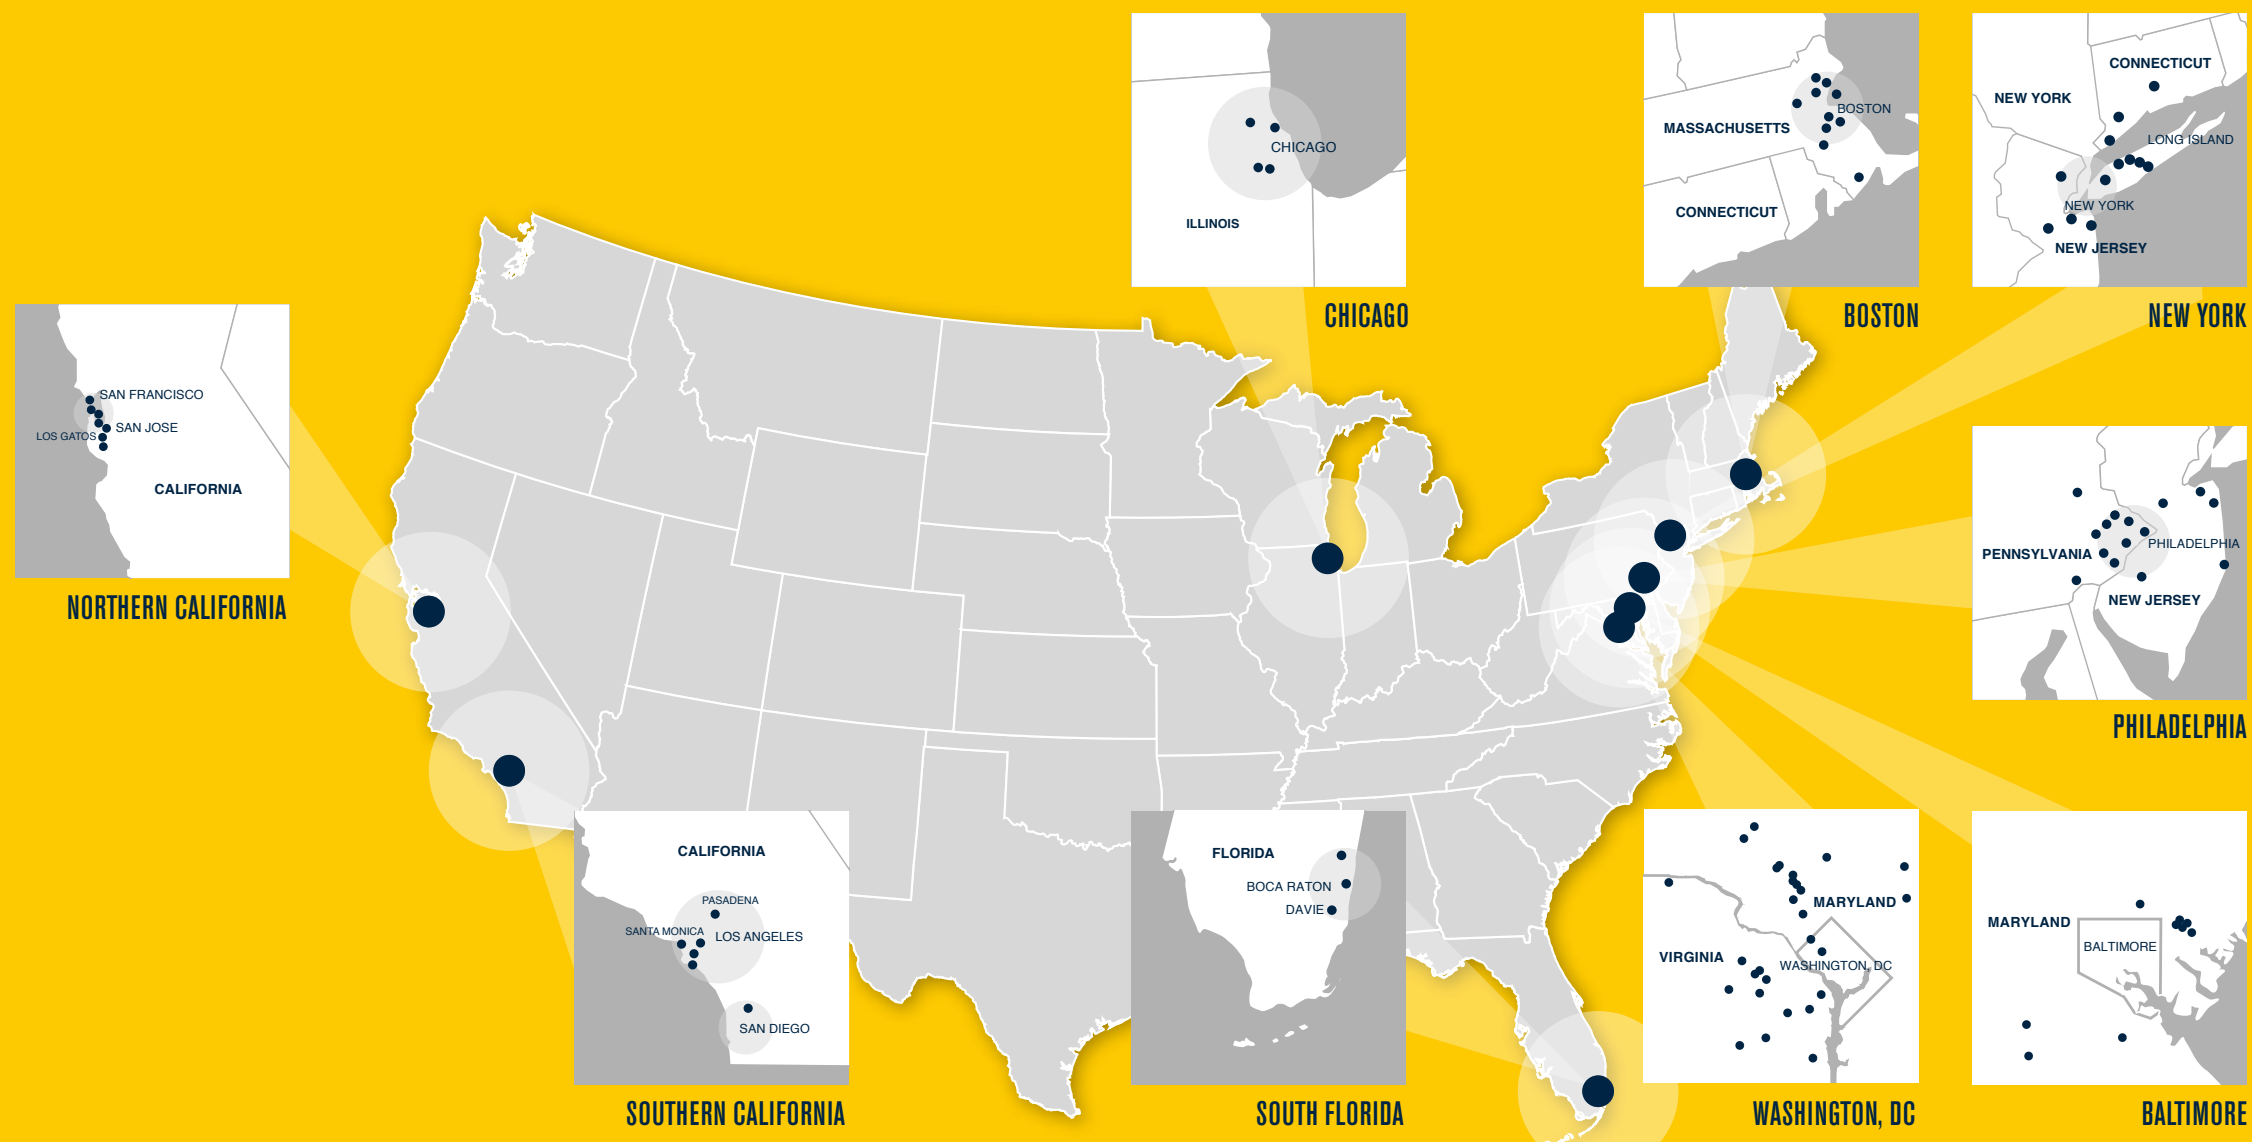 CHICAGO
ILLINOIS
CHICAGO
BOSTON
MASSACHUSETTS
CONNECTICUT
BOSTON
CONNECTICUT
NEW YORK
LONG ISLAND
NEW YORK
NEW JERSEY
NEW YORK
SAN FRANCISCO
SAN JOSE
LOS GATOS
CALIFORNIA
NORTHERN CALIFORNIA
PENNSYLVANIA
PHILADELPHIA
NEW JERSEY
PHILADELPHIA
CALIFORNIA
PASADENA
SANTA MONICA
LOS ANGELES
SAN DIEGO
SOUTHERN CALIFORNIA
FLORIDA
BOCA RATON
DAVIE
SOUTH FLORIDA
MARYLAND
VIRGINIA
WASHINGTON, DC
WASHINGTON, DC
MARYLAND
BALTIMORE
BALTIMORE